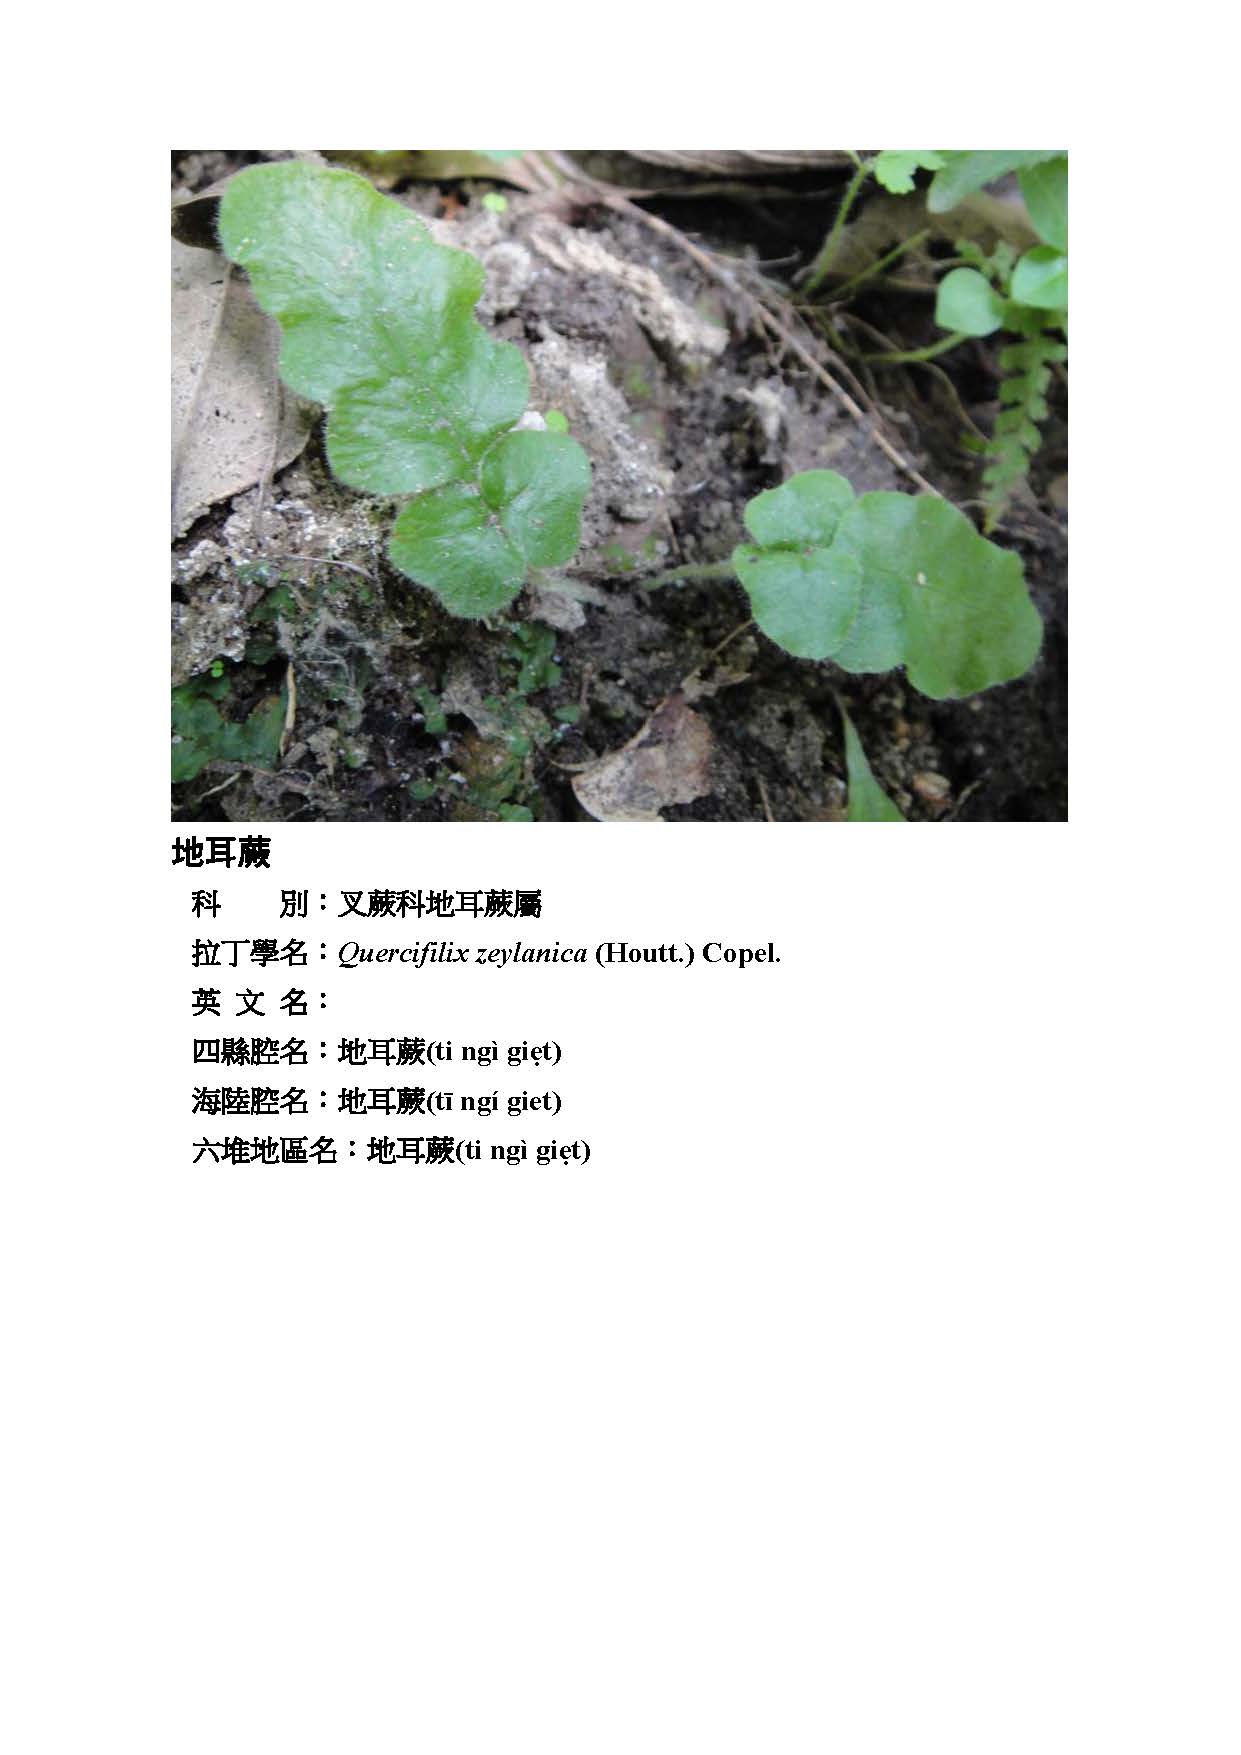 地耳蕨
科　　別：叉蕨科地耳蕨屬
拉丁學名：Quercifilix zeylanica (Houtt.) Copel.
英 文 名：
四縣腔名：地耳蕨(ti ngì giẹt)
海陸腔名：地耳蕨(tī ngí giet)
六堆地區名：地耳蕨(ti ngì giẹt)